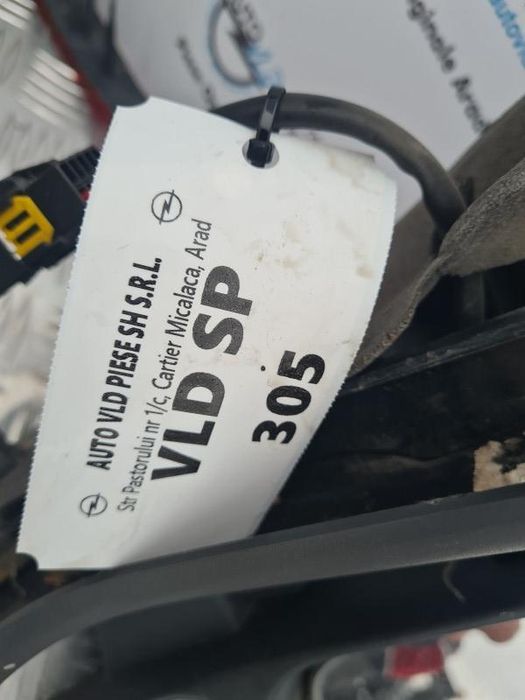 AUTO VLD PIESE SH S.R.L.
Str Pastorului nr 1/c, Cartier Micalaca, Arad
VLD SP
305